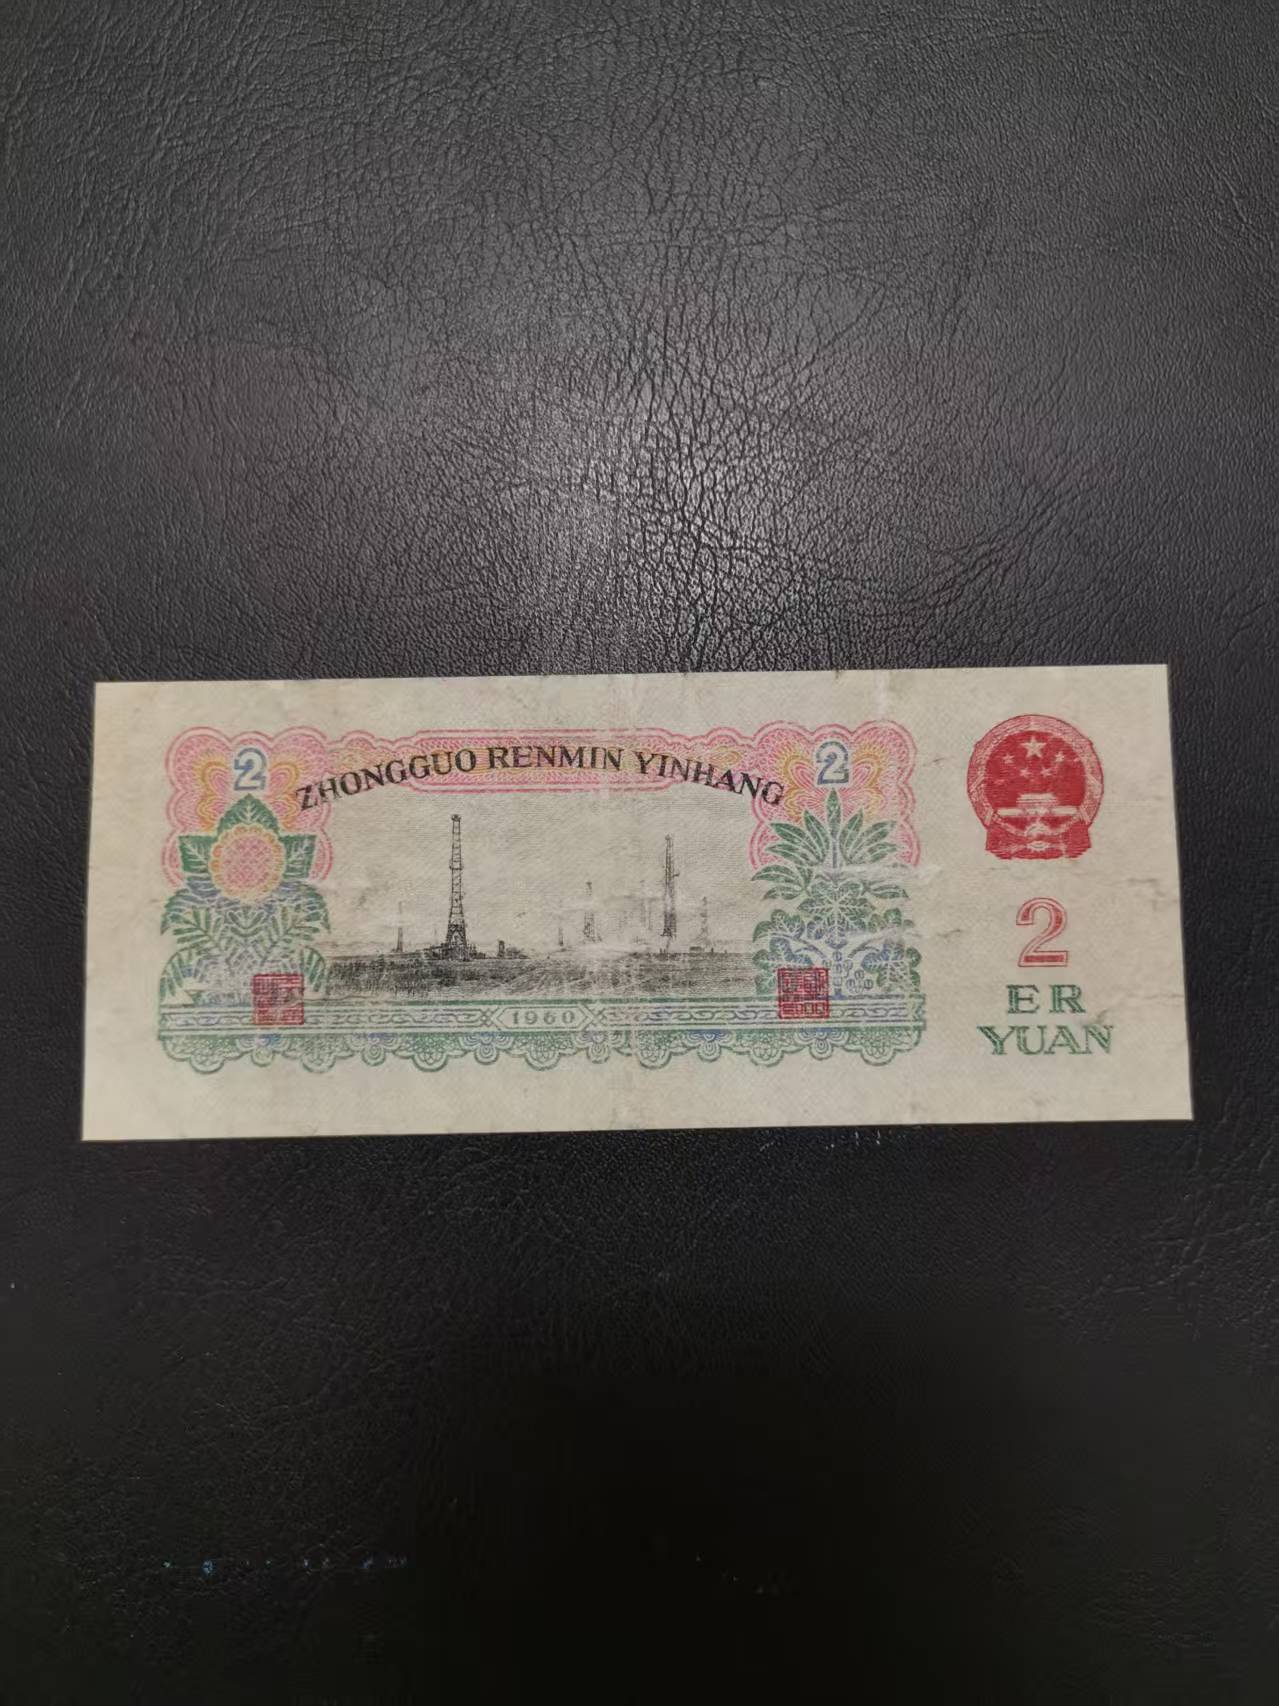 2
ZHONGGUO RENMIN YINHANG
2
1960
2
ER
YUAN